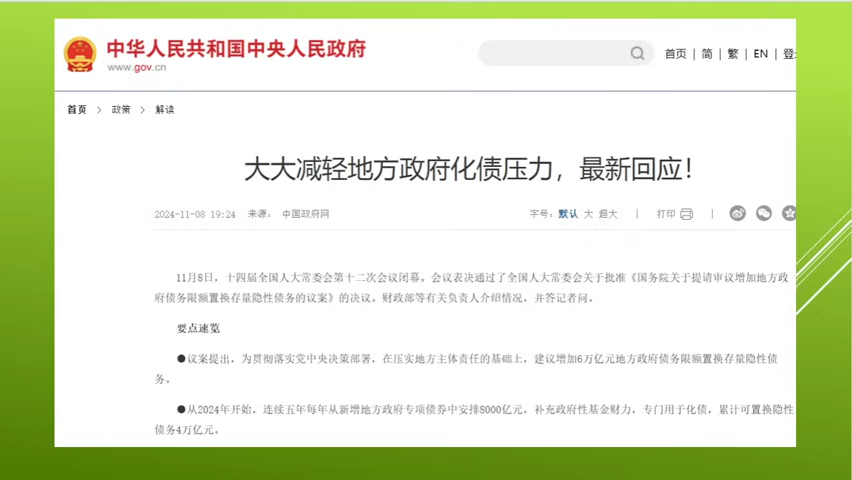 中华人民共和国中央人民政府
www.gov.cn
首页 | 简 | 繁 | EN | 登
首页 > 政策 > 解读
大大减轻地方政府化债压力，最新回应！
2024-11-08 19:24 来源： 中国政府网 字号：默认 大 超大 | 打印 |
11月8日，十四届全国人大常委会第十二次会议闭幕。会议表决通过了全国人大常委会关于批准《国务院关于提请审议增加地方政
府债务限额置换存量隐性债务的议案》的决议。财政部等有关负责人介绍情况，并答记者问。
要点速览
●议案提出，为贯彻落实党中央决策部署，在压实地方主体责任的基础上，建议增加6万亿元地方政府债务限额置换存量隐性债
务。
●从2024年开始，连续五年每年从新增地方政府专项债券中安排8000亿元，补充政府性基金财力，专门用于化债，累计可置换隐性
债务4万亿元。